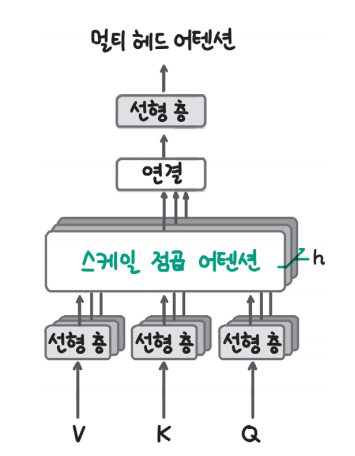 멀티 헤드 어텐션
선형 층
연결
스케일 점곱 어텐션
h
선형 층 선형 층 선형 층
V K Q